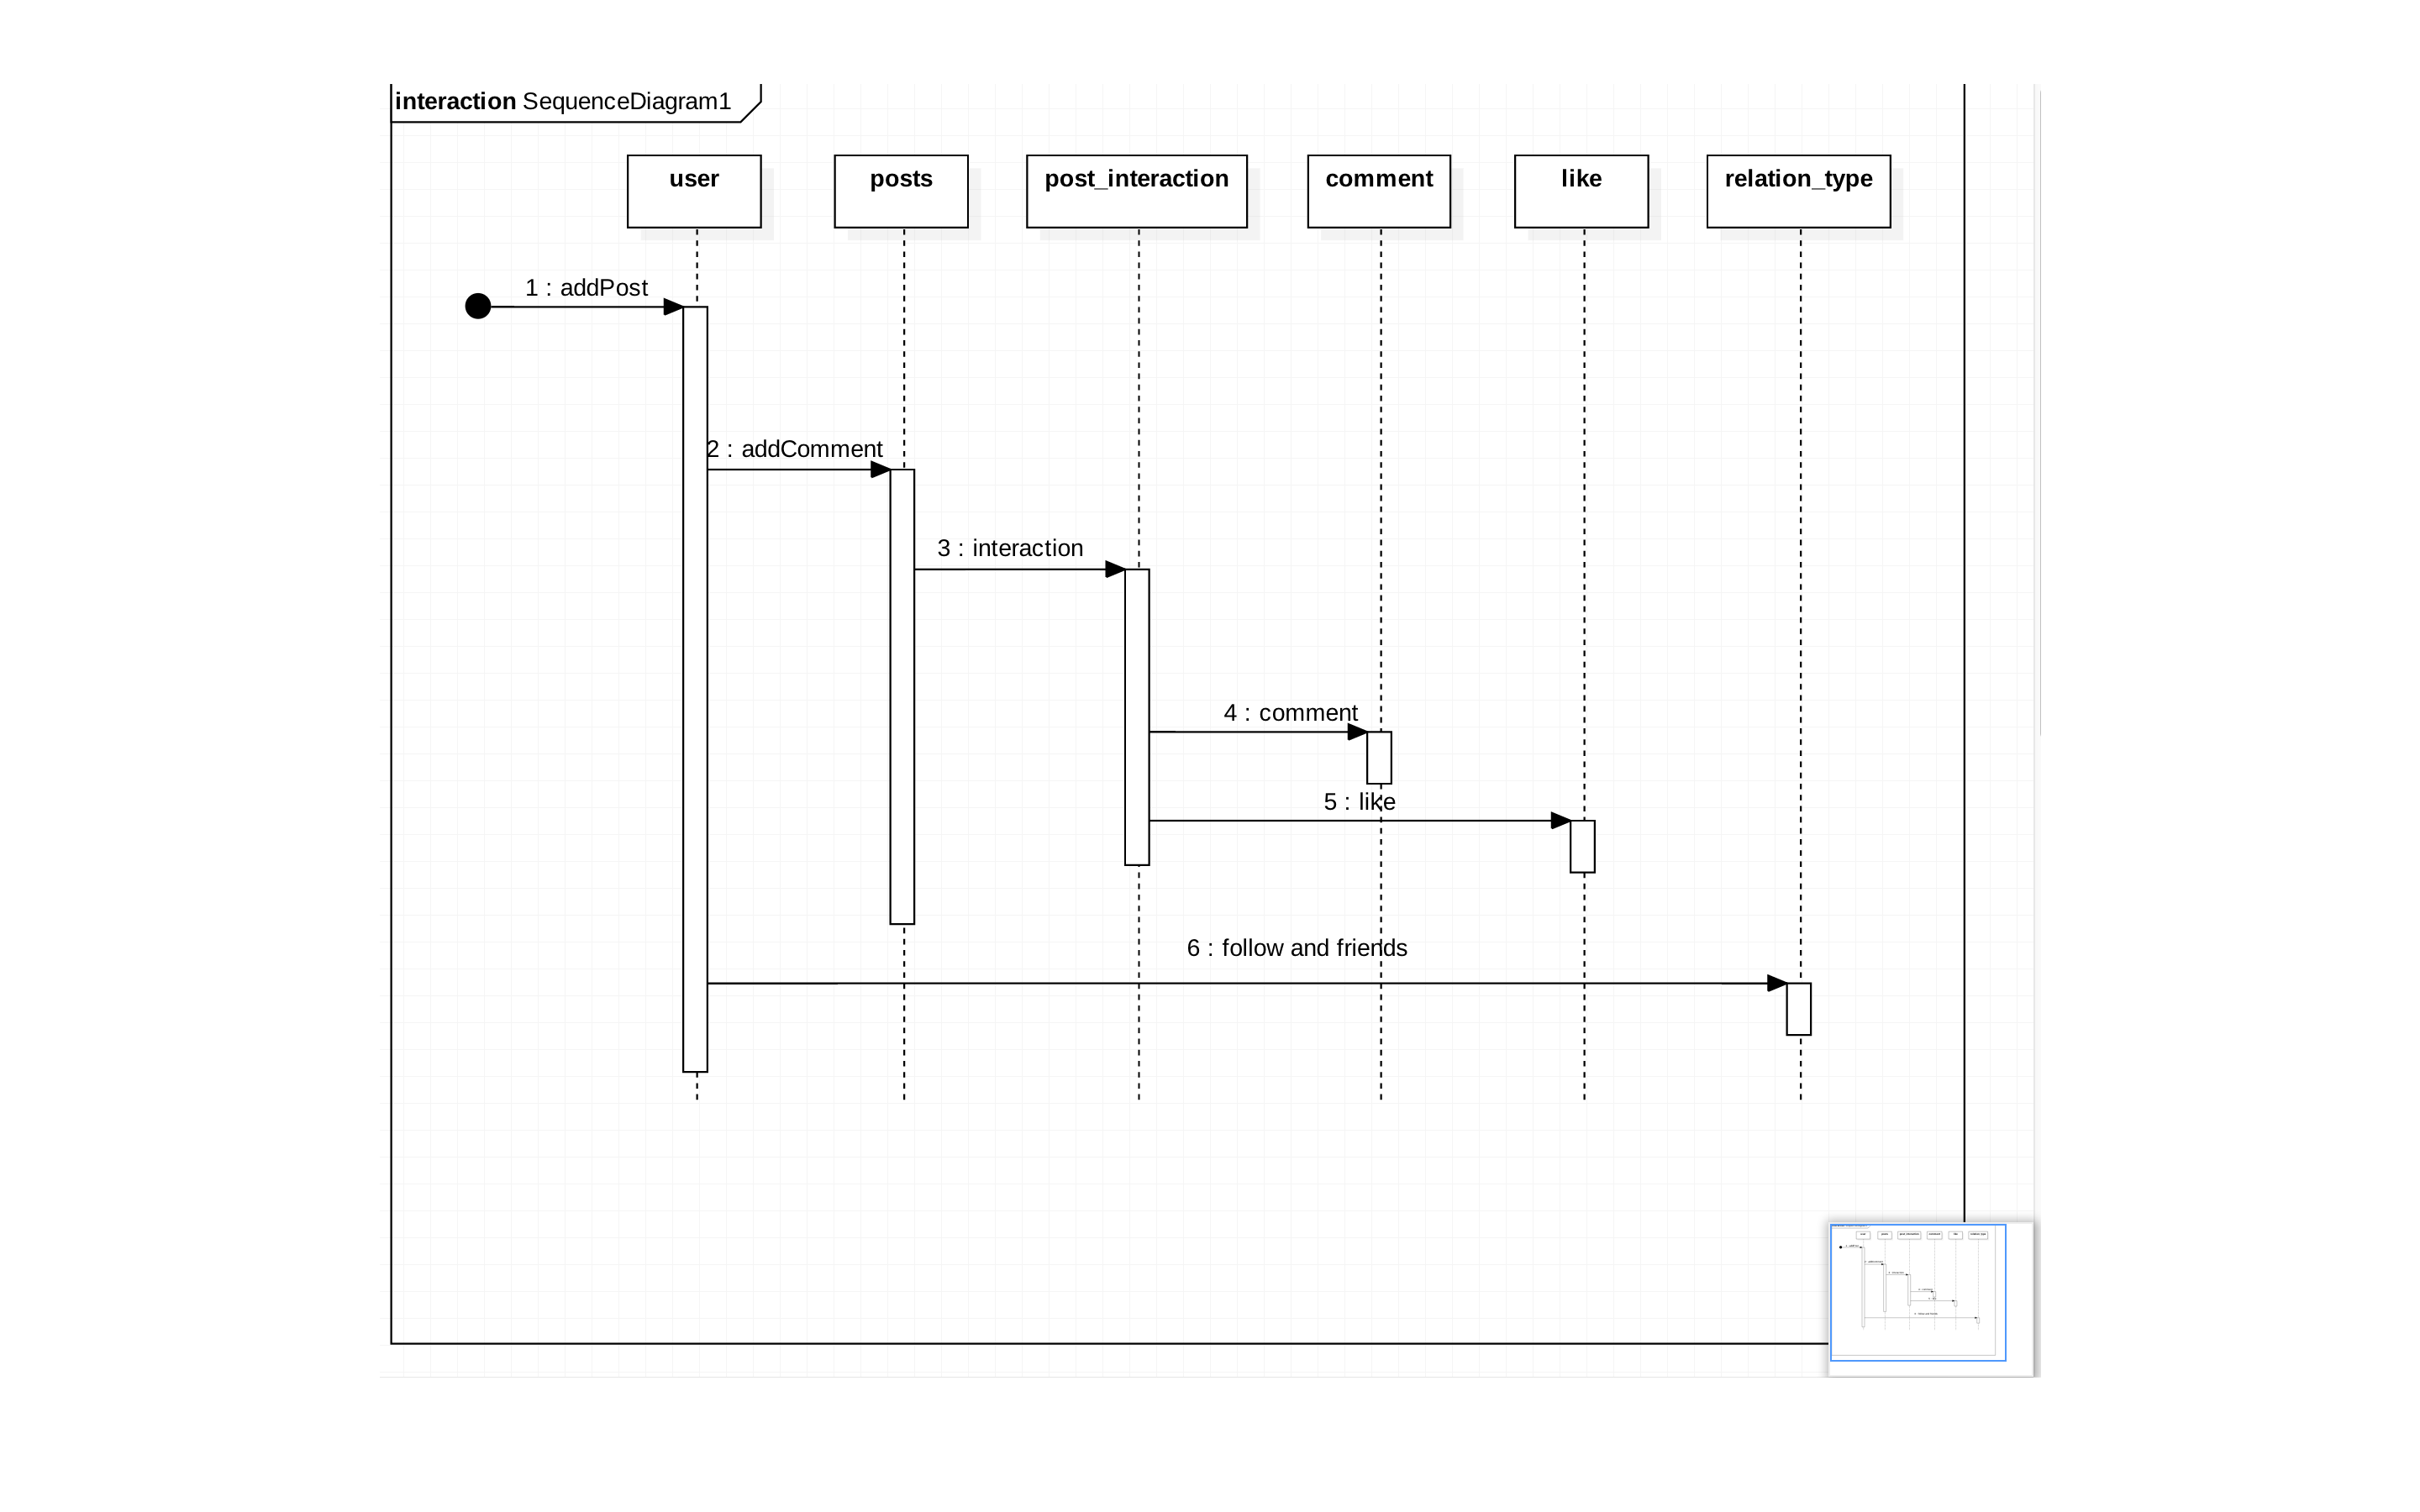 interaction SequenceDiagram1
user
posts
post_interaction
comment
like
relation_type
1 : addPost
2 : addComment
3 : interaction
4 : comment
5 : like
6 : follow and friends